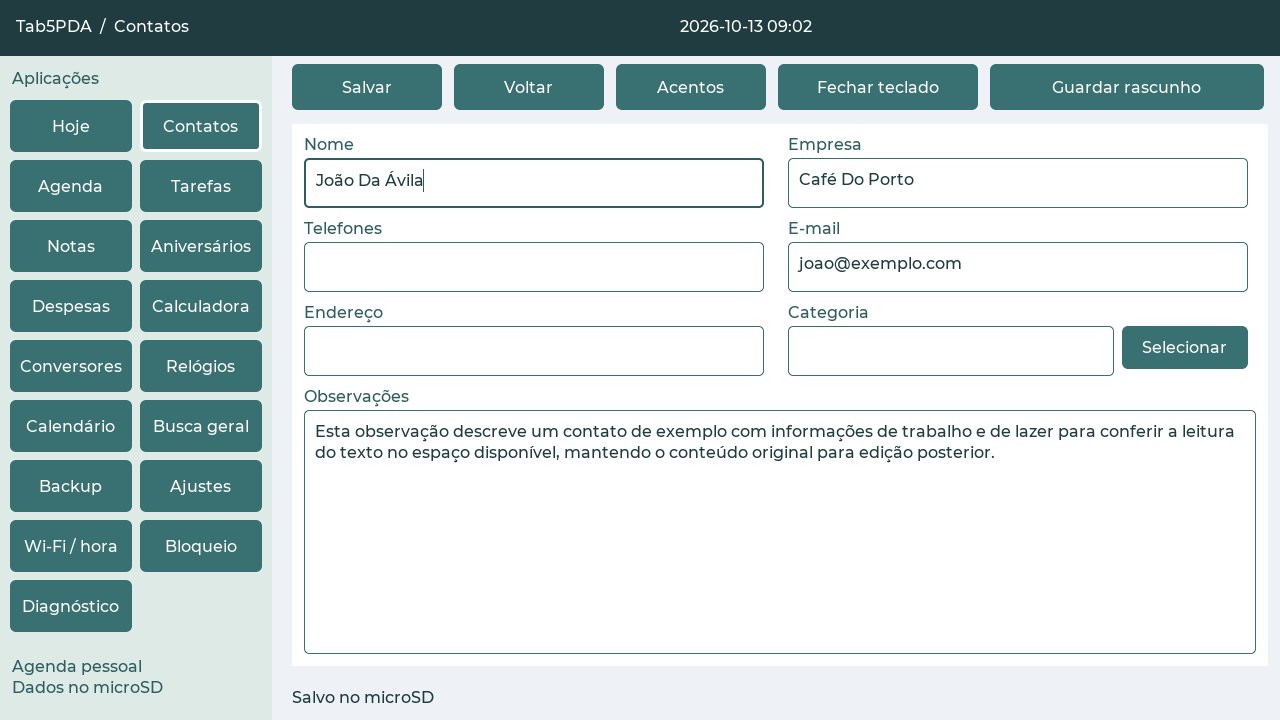 Tab5PDA / Contatos
2026-10-13 09:02
Aplicações
Hoje
Contatos
Agenda
Tarefas
Notas
Aniversários
Despesas
Calculadora
Conversores
Relógios
Calendário
Busca geral
Backup
Ajustes
Wi-Fi / hora
Bloqueio
Diagnóstico
Agenda pessoal
Dados no microSD
Salvar
Voltar
Acentos
Fechar teclado
Guardar rascunho
Nome
João Da Ávila
Empresa
Café Do Porto
Telefones
E-mail
joao@exemplo.com
Endereço
Categoria
Selecionar
Observações
Esta observação descreve um contato de exemplo com informações de trabalho e de lazer para conferir a leitura
do texto no espaço disponível, mantendo o conteúdo original para edição posterior.
Salvo no microSD